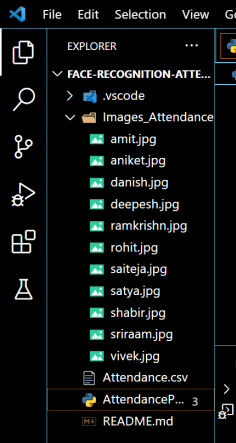 File Edit Selection View Go
EXPLORER ...
FACE-RECOGNITION-ATTE...
.vscode
Images_Attendance
amit.jpg
aniket.jpg
danish.jpg
deepesh.jpg
ramkrishn.jpg
rohit.jpg
saiteja.jpg
satya.jpg
shabir.jpg
sriraam.jpg
vivek.jpg
Attendance.csv
AttendanceP... 3
README.md